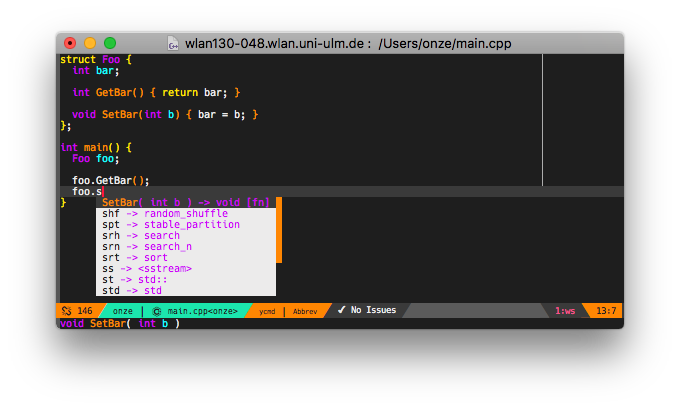 wlan130-048.wlan.uni-ulm.de : /Users/onze/main.cpp
struct Foo {
int bar;
int GetBar() { return bar; }
void SetBar(int b) { bar = b; }
};
int main() {
Foo foo;
foo.GetBar();
foo.s
} SetBar( int b ) -> void [fn]
shf -> random_shuffle
spt -> stable_partition
srh -> search
srn -> search_n
srt -> sort
ss -> <sstream>
st -> std::
std -> std
146 onze | @ main.cpp<onze> ycmd | Abbrev ✔ No Issues 1:ws 13:7
void SetBar( int b )